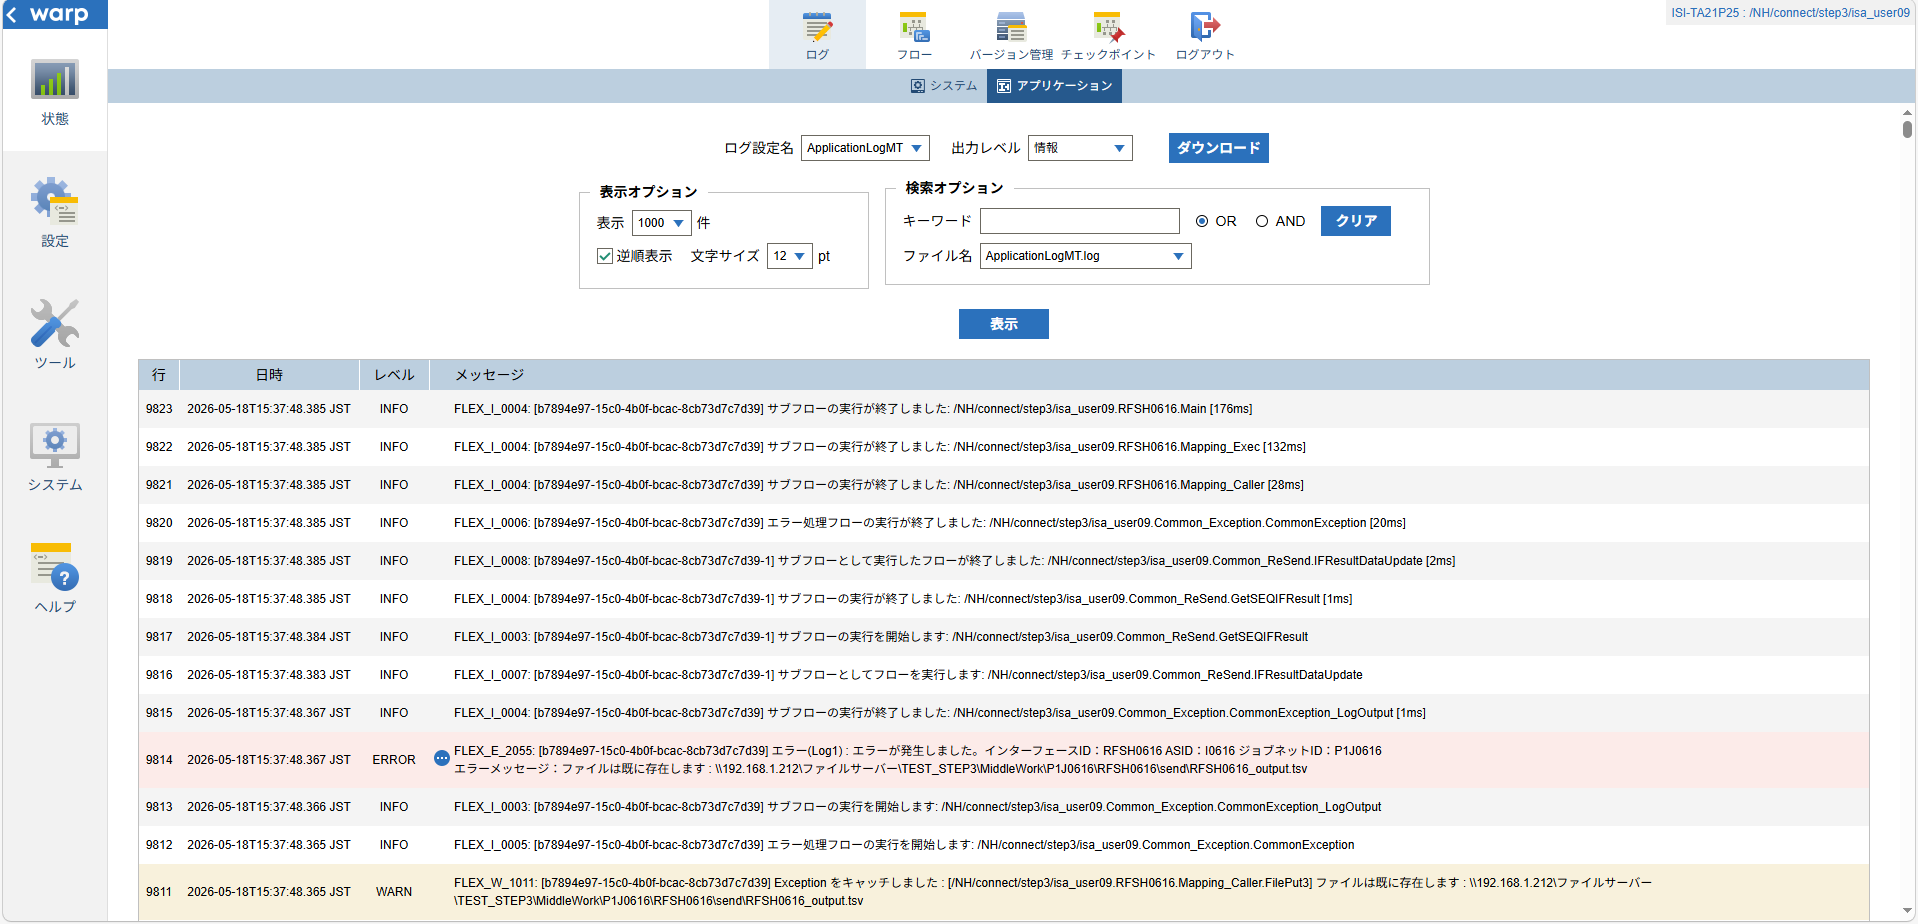 warp
ISI-TA21P25 : /NH/connect/step3/isa_user09
ログ
フロー
バージョン管理
チェックポイント
ログアウト
システム
アプリケーション
状態
設定
ツール
システム
ヘルプ
ログ設定名 ApplicationLogMT 出力レベル 情報 ダウンロード
表示オプション
表示 1000 件
逆順表示 文字サイズ 12 pt
検索オプション
キーワード OR AND クリア
ファイル名 ApplicationLogMT.log
表示
行 日時 レベル メッセージ
9823 2026-05-18T15:37:48.385 JST INFO FLEX_I_0004: [b7894e97-15c0-4b0f-bcac-8cb73d7c7d39] サブフローの実行が終了しました: /NH/connect/step3/isa_user09.RFSH0616.Main [176ms]
9822 2026-05-18T15:37:48.385 JST INFO FLEX_I_0004: [b7894e97-15c0-4b0f-bcac-8cb73d7c7d39] サブフローの実行が終了しました: /NH/connect/step3/isa_user09.RFSH0616.Mapping_Exec [132ms]
9821 2026-05-18T15:37:48.385 JST INFO FLEX_I_0004: [b7894e97-15c0-4b0f-bcac-8cb73d7c7d39] サブフローの実行が終了しました: /NH/connect/step3/isa_user09.RFSH0616.Mapping_Caller [28ms]
9820 2026-05-18T15:37:48.385 JST INFO FLEX_I_0006: [b7894e97-15c0-4b0f-bcac-8cb73d7c7d39] エラー処理フローの実行が終了しました: /NH/connect/step3/isa_user09.Common_Exception.CommonException [20ms]
9819 2026-05-18T15:37:48.385 JST INFO FLEX_I_0008: [b7894e97-15c0-4b0f-bcac-8cb73d7c7d39-1] サブフローとして実行したフローが終了しました: /NH/connect/step3/isa_user09.Common_ReSend.IFResultDataUpdate [2ms]
9818 2026-05-18T15:37:48.385 JST INFO FLEX_I_0004: [b7894e97-15c0-4b0f-bcac-8cb73d7c7d39-1] サブフローの実行が終了しました: /NH/connect/step3/isa_user09.Common_ReSend.GetSEQIFResult [1ms]
9817 2026-05-18T15:37:48.384 JST INFO FLEX_I_0003: [b7894e97-15c0-4b0f-bcac-8cb73d7c7d39-1] サブフローの実行を開始します: /NH/connect/step3/isa_user09.Common_ReSend.GetSEQIFResult
9816 2026-05-18T15:37:48.383 JST INFO FLEX_I_0007: [b7894e97-15c0-4b0f-bcac-8cb73d7c7d39-1] サブフローとしてフローを実行します: /NH/connect/step3/isa_user09.Common_ReSend.IFResultDataUpdate
9815 2026-05-18T15:37:48.367 JST INFO FLEX_I_0004: [b7894e97-15c0-4b0f-bcac-8cb73d7c7d39] サブフローの実行が終了しました: /NH/connect/step3/isa_user09.Common_Exception.CommonException_LogOutput [1ms]
9814 2026-05-18T15:37:48.367 JST ERROR FLEX_E_2055: [b7894e97-15c0-4b0f-bcac-8cb73d7c7d39] エラー(Log1) : エラーが発生しました。インターフェースID：RFSH0616 ASID：I0616 ジョブネットID：P1J0616
エラーメッセージ：ファイルは既に存在します : \\192.168.1.212\ファイルサーバー\TEST_STEP3\MiddleWork\P1J0616\RFSH0616\send\RFSH0616_output.tsv
9813 2026-05-18T15:37:48.366 JST INFO FLEX_I_0003: [b7894e97-15c0-4b0f-bcac-8cb73d7c7d39] サブフローの実行を開始します: /NH/connect/step3/isa_user09.Common_Exception.CommonException_LogOutput
9812 2026-05-18T15:37:48.365 JST INFO FLEX_I_0005: [b7894e97-15c0-4b0f-bcac-8cb73d7c7d39] エラー処理フローの実行を開始します: /NH/connect/step3/isa_user09.Common_Exception.CommonException
9811 2026-05-18T15:37:48.365 JST WARN FLEX_W_1011: [b7894e97-15c0-4b0f-bcac-8cb73d7c7d39] Exception をキャッチしました : [/NH/connect/step3/isa_user09.RFSH0616.Mapping_Caller.FilePut3] ファイルは既に存在します : \\192.168.1.212\ファイルサーバー
\TEST_STEP3\MiddleWork\P1J0616\RFSH0616\send\RFSH0616_output.tsv